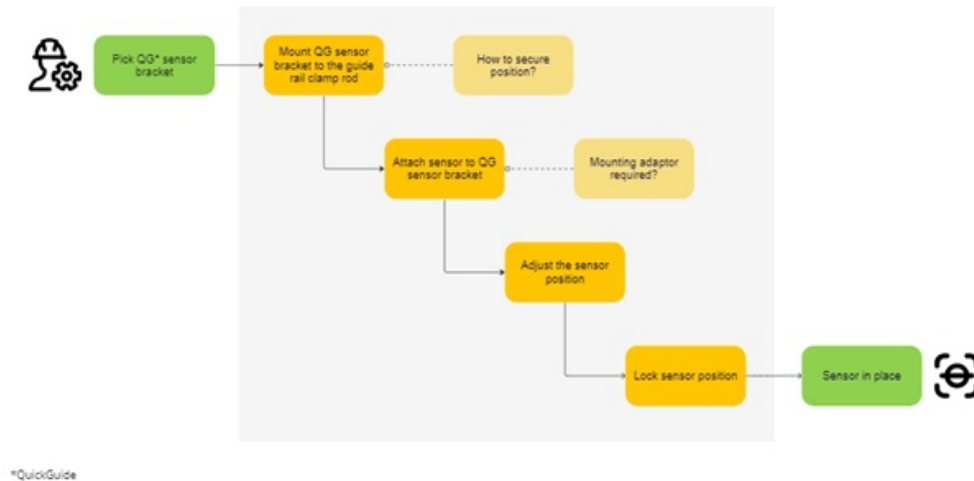 Pick QG* sensor
bracket
Mount QG sensor
bracket to the guide
rail clamp rod
How to secure
position?
Attach sensor to QG
sensor bracket
Mounting adaptor
required?
Adjust the sensor
position
Lock sensor position
Sensor in place
*QuickGuide